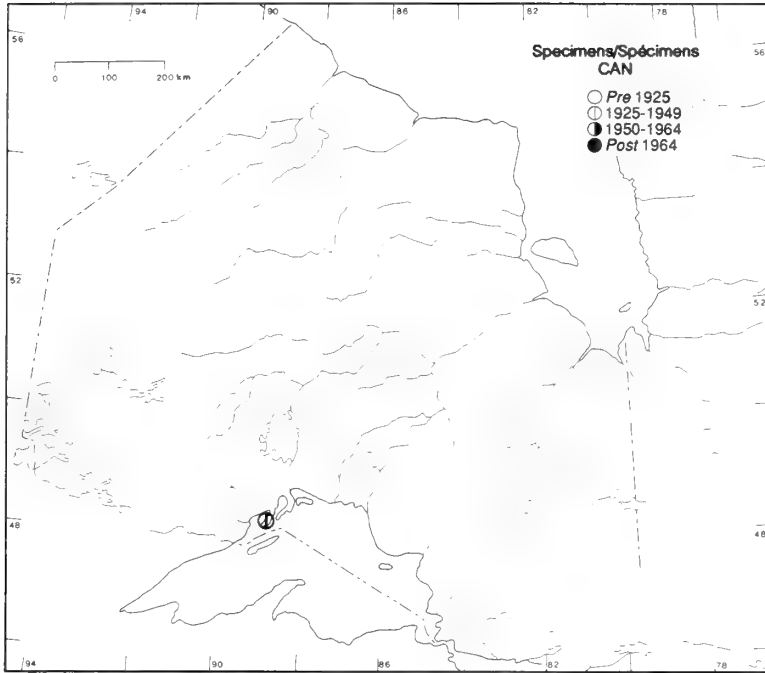 94 90 86 82 78
56 56
Specimens/Spécimens
CAN
0 100 200 km
Pre 1925
1925-1949
1950-1964
Post 1964
52 52
48 48
94 90 86 82 78